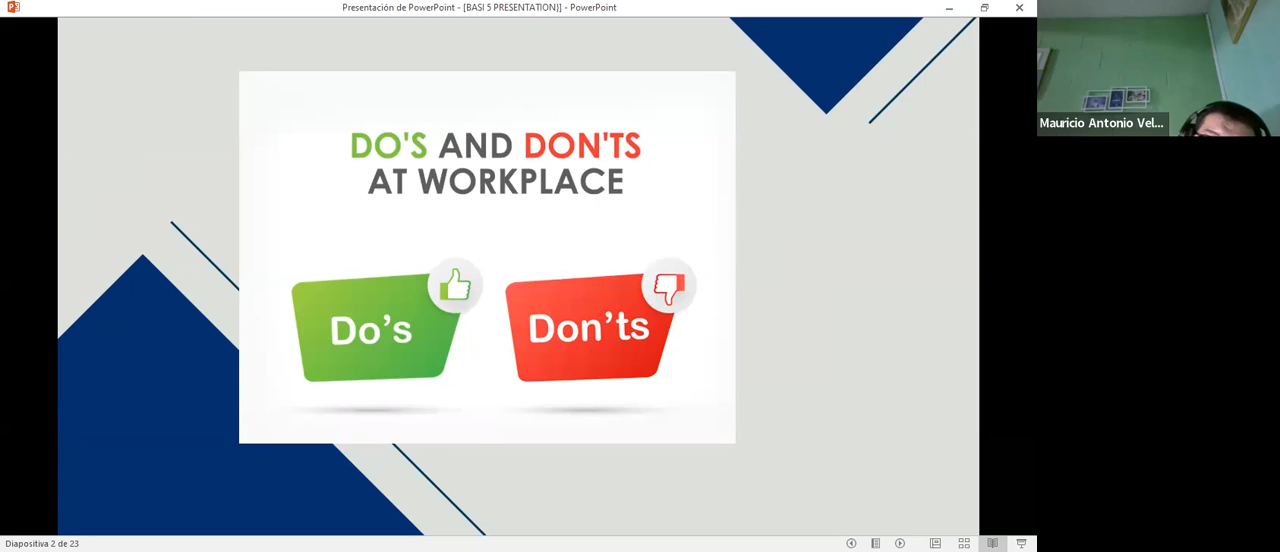 Presentación de PowerPoint - [BASI 5 PRESENTATION)] - PowerPoint
Mauricio Antonio Vel...
DO'S AND DON'TS
AT WORKPLACE
Do's
Don'ts
Diapositiva 2 de 23